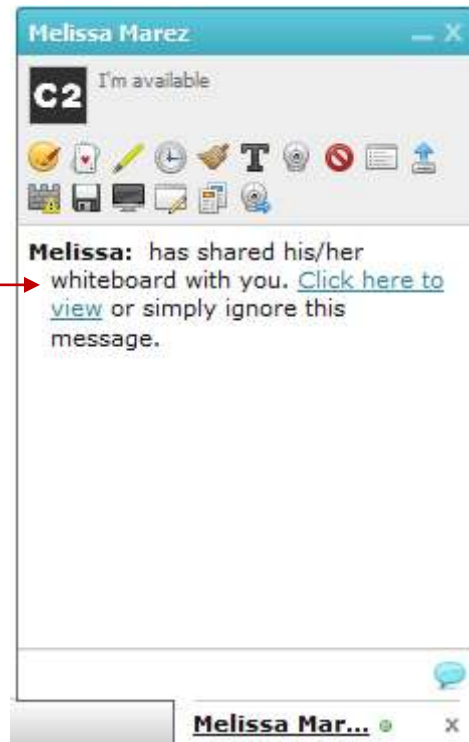 Melissa Marez
C2 I'm available
T
Melissa: has shared his/her
whiteboard with you. Click here to
view or simply ignore this
message.
Melissa Mar...